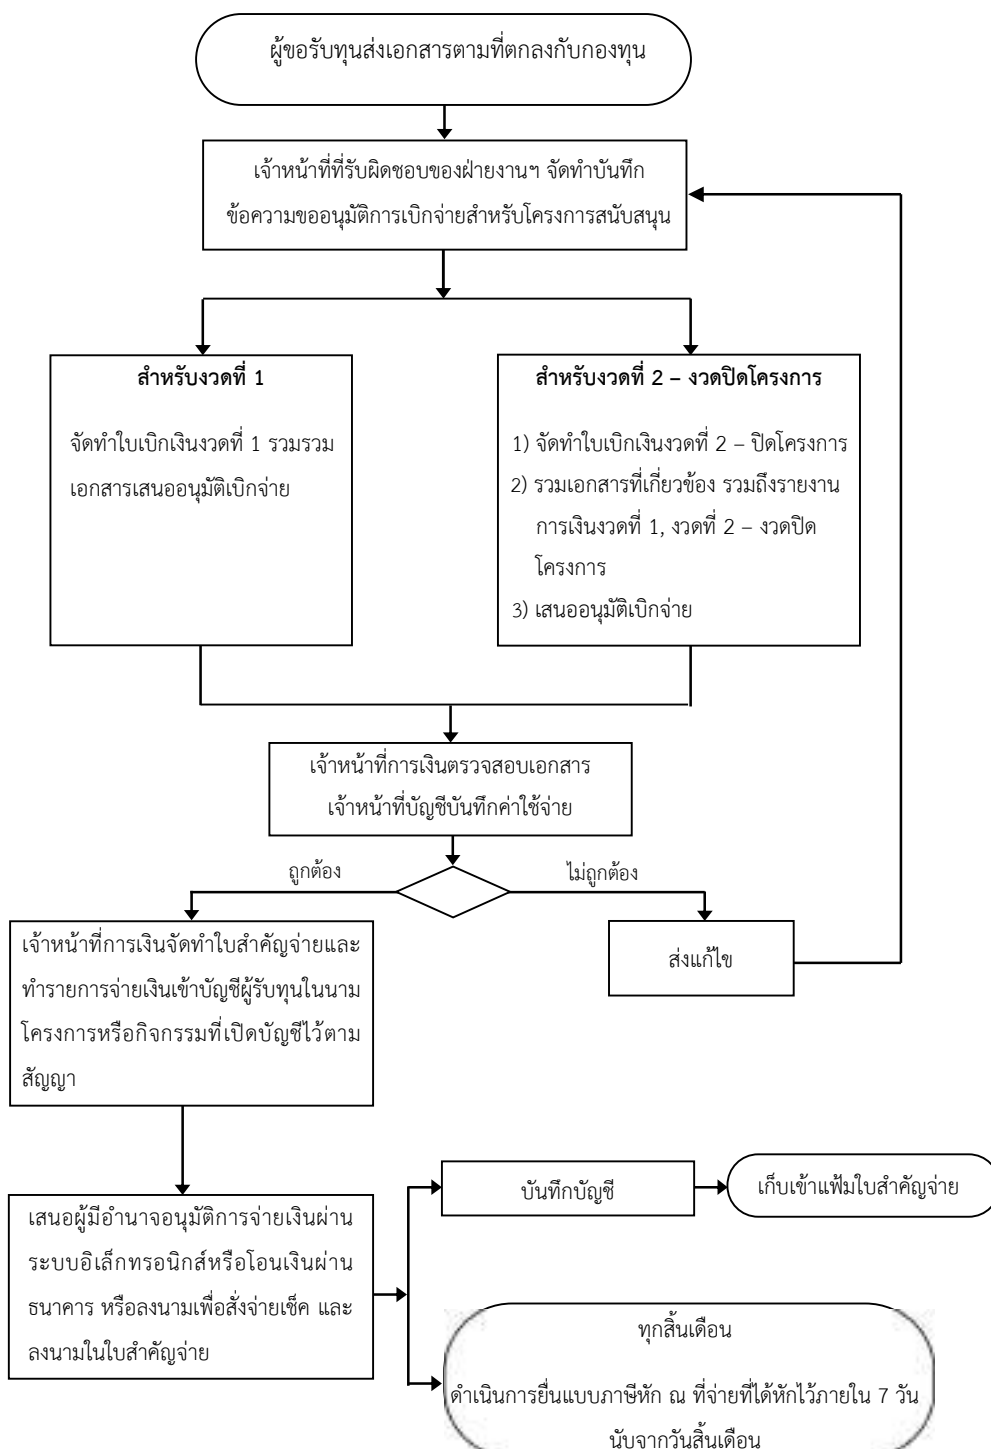 ผู้ขอรับทุนส่งเอกสารตามที่ตกลงกับกองทุน
เจ้าหน้าที่ที่รับผิดชอบของฝ่ายงานฯ จัดทำบันทึก
ข้อความขออนุมัติการเบิกจ่ายสำหรับโครงการสนับสนุน
สำหรับงวดที่ 1
จัดทำใบเบิกเงินงวดที่ 1 รวมรวม
เอกสารเสนออนุมัติเบิกจ่าย
สำหรับงวดที่ 2 – งวดปิดโครงการ
1) จัดทำใบเบิกเงินงวดที่ 2 – ปิดโครงการ
2) รวมเอกสารที่เกี่ยวข้อง รวมถึงรายงาน
การเงินงวดที่ 1, งวดที่ 2 – งวดปิด
โครงการ
3) เสนออนุมัติเบิกจ่าย
เจ้าหน้าที่การเงินตรวจสอบเอกสาร
เจ้าหน้าที่บัญชีบันทึกค่าใช้จ่าย
ถูกต้อง
ไม่ถูกต้อง
เจ้าหน้าที่การเงินจัดทำใบสำคัญจ่ายและ
ทำรายการจ่ายเงินเข้าบัญชีผู้รับทุนในนาม
โครงการหรือกิจกรรมที่เปิดบัญชีไว้ตาม
สัญญา
ส่งแก้ไข
เสนอผู้มีอำนาจอนุมัติการจ่ายเงินผ่าน
ระบบอิเล็กทรอนิกส์หรือโอนเงินผ่าน
ธนาคาร หรือลงนามเพื่อสั่งจ่ายเช็ค และ
ลงนามในใบสำคัญจ่าย
บันทึกบัญชี
เก็บเข้าแฟ้มใบสำคัญจ่าย
ทุกสิ้นเดือน
ดำเนินการยื่นแบบภาษีหัก ณ ที่จ่ายที่ได้หักไว้ภายใน 7 วัน
นับจากวันสิ้นเดือน